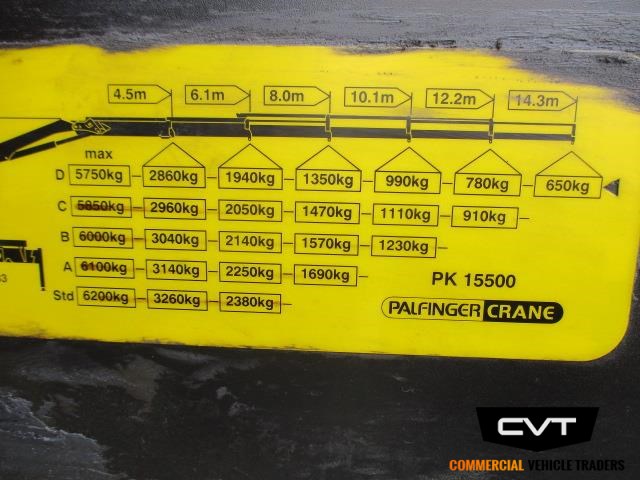 4.5m 6.1m 8.0m 10.1m 12.2m 14.3m
max
D 5750kg 2860kg 1940kg 1350kg 990kg 780kg 650kg
C 5850kg 2960kg 2050kg 1470kg 1110kg 910kg
B 6000kg 3040kg 2140kg 1570kg 1230kg
A 6100kg 3140kg 2250kg 1690kg
Std 6200kg 3260kg 2380kg
PK 15500
PALFINGER CRANE
CVT
COMMERCIAL VEHICLE TRADERS